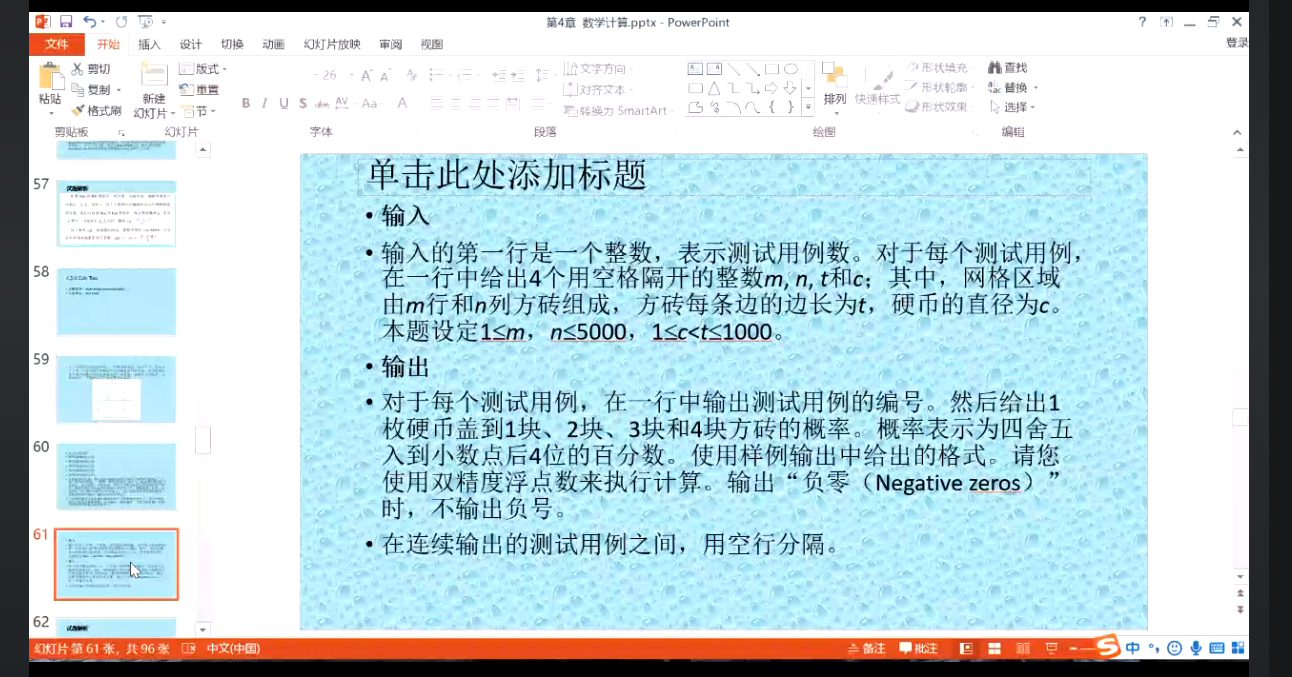 第4章 数学计算.pptx - PowerPoint
文件 开始 插入 设计 切换 动画 幻灯片放映 审阅 视图 登录
剪切 版式 26 文字方向 形状填充 查找
粘贴 复制 新建 重置 对齐文本 排列 快速样式 形状轮廓 替换
格式刷 幻灯片 节 B I U S abc AV Aa A 转换为 SmartArt 形状效果 选择
剪贴板 幻灯片 字体 段落 绘图 编辑
单击此处添加标题
• 输入
• 输入的第一行是一个整数，表示测试用例数。对于每个测试用例，
在一行中给出4个用空格隔开的整数m, n, t和c；其中，网格区域
由m行和n列方砖组成，方砖每条边的边长为t，硬币的直径为c。
本题设定1≤m，n≤5000，1≤c<t≤1000。
• 输出
• 对于每个测试用例，在一行中输出测试用例的编号。然后给出1
枚硬币盖到1块、2块、3块和4块方砖的概率。概率表示为四舍五
入到小数点后4位的百分数。使用样例输出中给出的格式。请您
使用双精度浮点数来执行计算。输出“负零（Negative zeros）”
时，不输出负号。
• 在连续输出的测试用例之间，用空行分隔。
57
试题解析
58
59
60
61
62
试题解析
幻灯片 第 61 张，共 96 张 中文(中国) 备注 批注 中